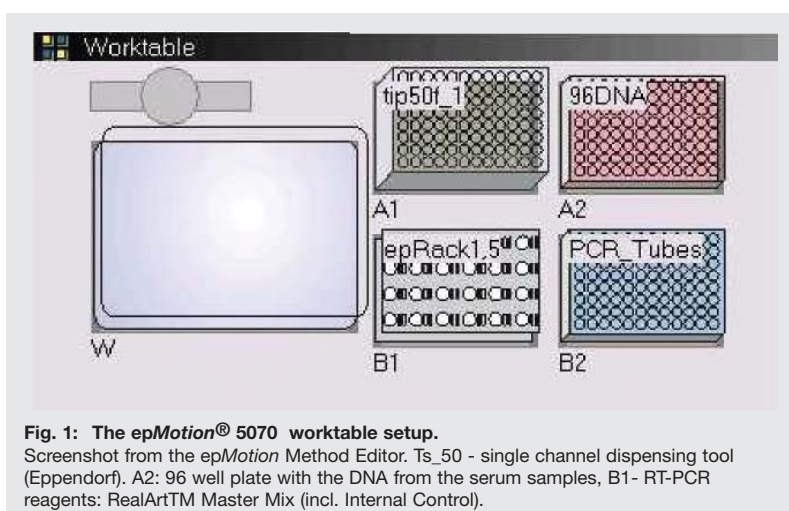 Worktable
tip50f_1
96DNA
A1
A2
epRack1,5
PCR_Tubes
W
B1
B2
Fig. 1: The epMotion® 5070 worktable setup.
Screenshot from the epMotion Method Editor. Ts_50 - single channel dispensing tool
(Eppendorf). A2: 96 well plate with the DNA from the serum samples, B1- RT-PCR
reagents: RealArtTM Master Mix (incl. Internal Control).